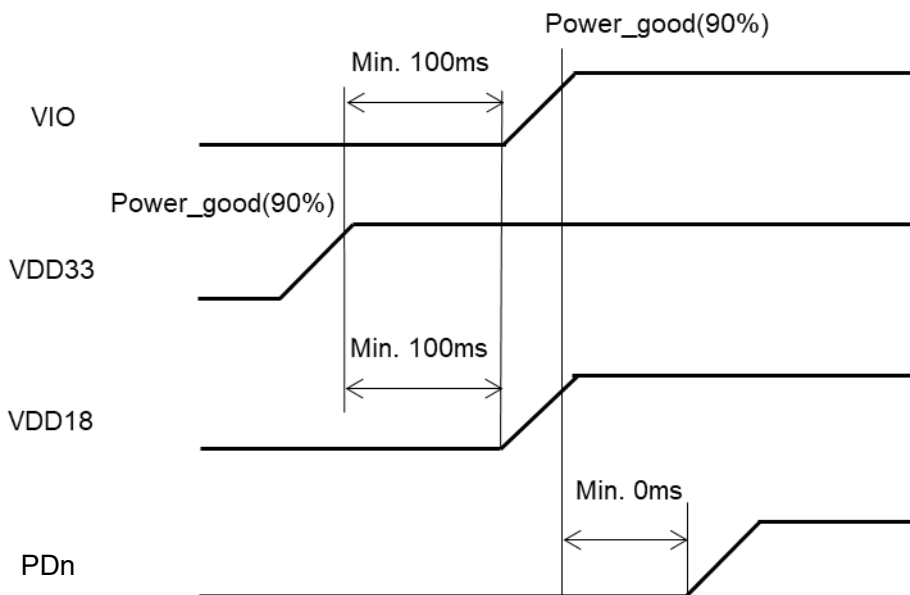 Power_good(90%)
Min. 100ms
VIO
Power_good(90%)
VDD33
Min. 100ms
VDD18
Min. 0ms
PDn